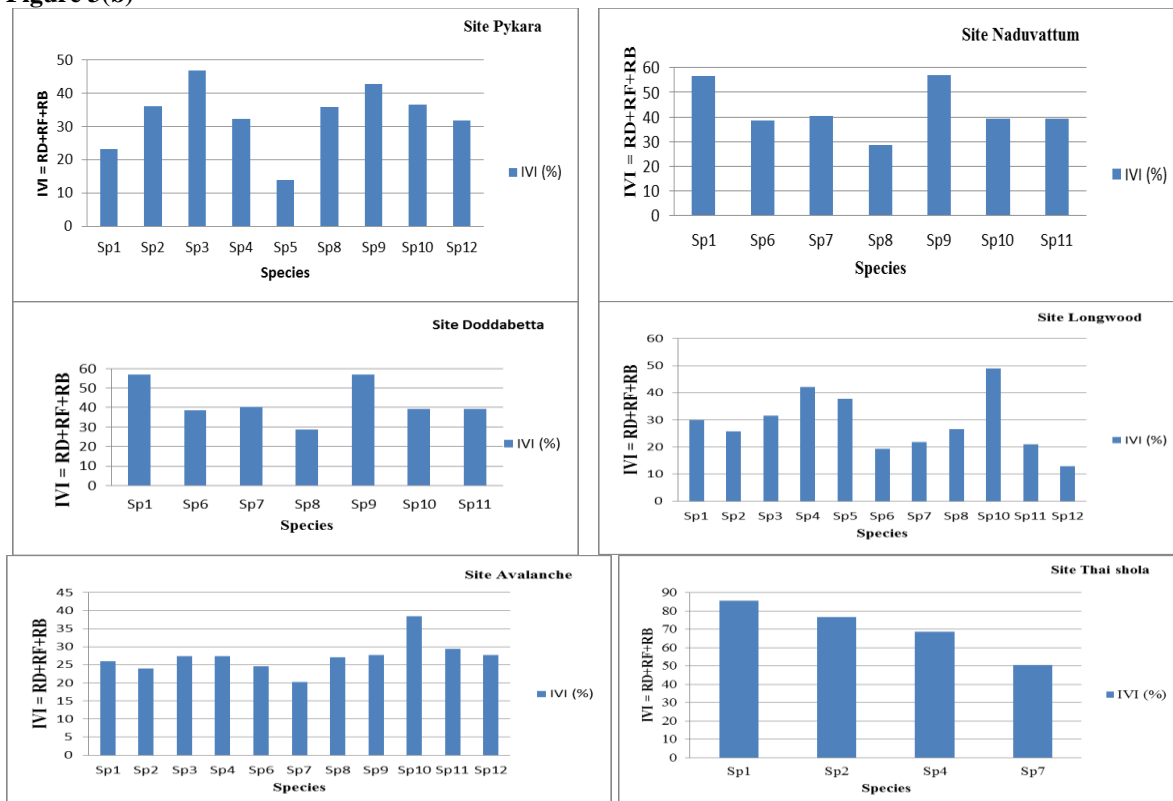 Figure 3(b)
Site Pykara
IVI = RD+RF+RB
50
40
30
20
10
0
Sp1 Sp2 Sp3 Sp4 Sp5 Sp8 Sp9 Sp10 Sp12
Species
IVI (%)
Site Naduvattum
IVI = RD+RF+RB
60
50
40
30
20
10
0
Sp1 Sp6 Sp7 Sp8 Sp9 Sp10 Sp11
Species
IVI (%)
Site Doddabetta
IVI = RD+RF+RB
60
50
40
30
20
10
0
Sp1 Sp6 Sp7 Sp8 Sp9 Sp10 Sp11
Species
IVI (%)
Site Longwood
IVI = RD+RF+RB
60
50
40
30
20
10
0
Sp1 Sp2 Sp3 Sp4 Sp5 Sp6 Sp7 Sp8 Sp10 Sp11 Sp12
Species
IVI (%)
Site Avalanche
IVI = RD+RF+RB
45
40
35
30
25
20
15
10
5
0
Sp1 Sp2 Sp3 Sp4 Sp6 Sp7 Sp8 Sp9 Sp10 Sp11 Sp12
Species
IVI (%)
Site Thai shola
IVI = RD+RF+RB
90
80
70
60
50
40
30
20
10
0
Sp1 Sp2 Sp4 Sp7
Species
IVI (%)